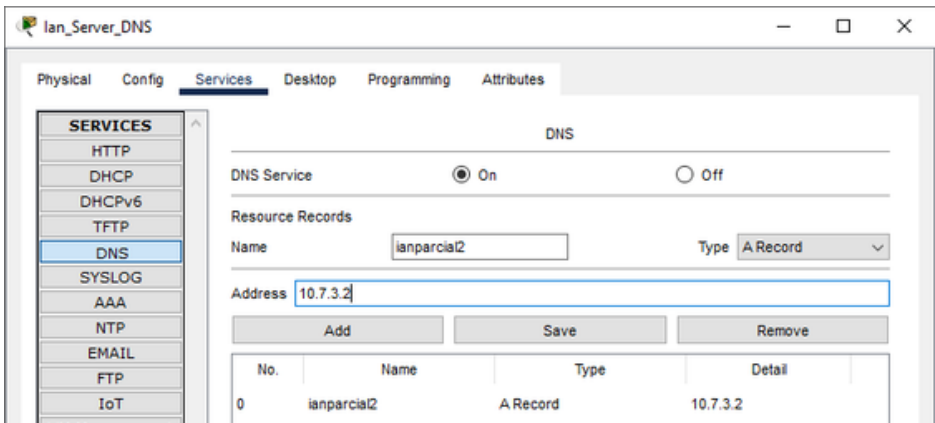 Ian_Server_DNS
Physical Config Services Desktop Programming Attributes
SERVICES
HTTP
DHCP
DHCPv6
TFTP
DNS
SYSLOG
AAA
NTP
EMAIL
FTP
IoT
DNS
DNS Service On Off
Resource Records
Name ianparcial2 Type A Record
Address 10.7.3.2
Add Save Remove
No. Name Type Detail
0 ianparcial2 A Record 10.7.3.2